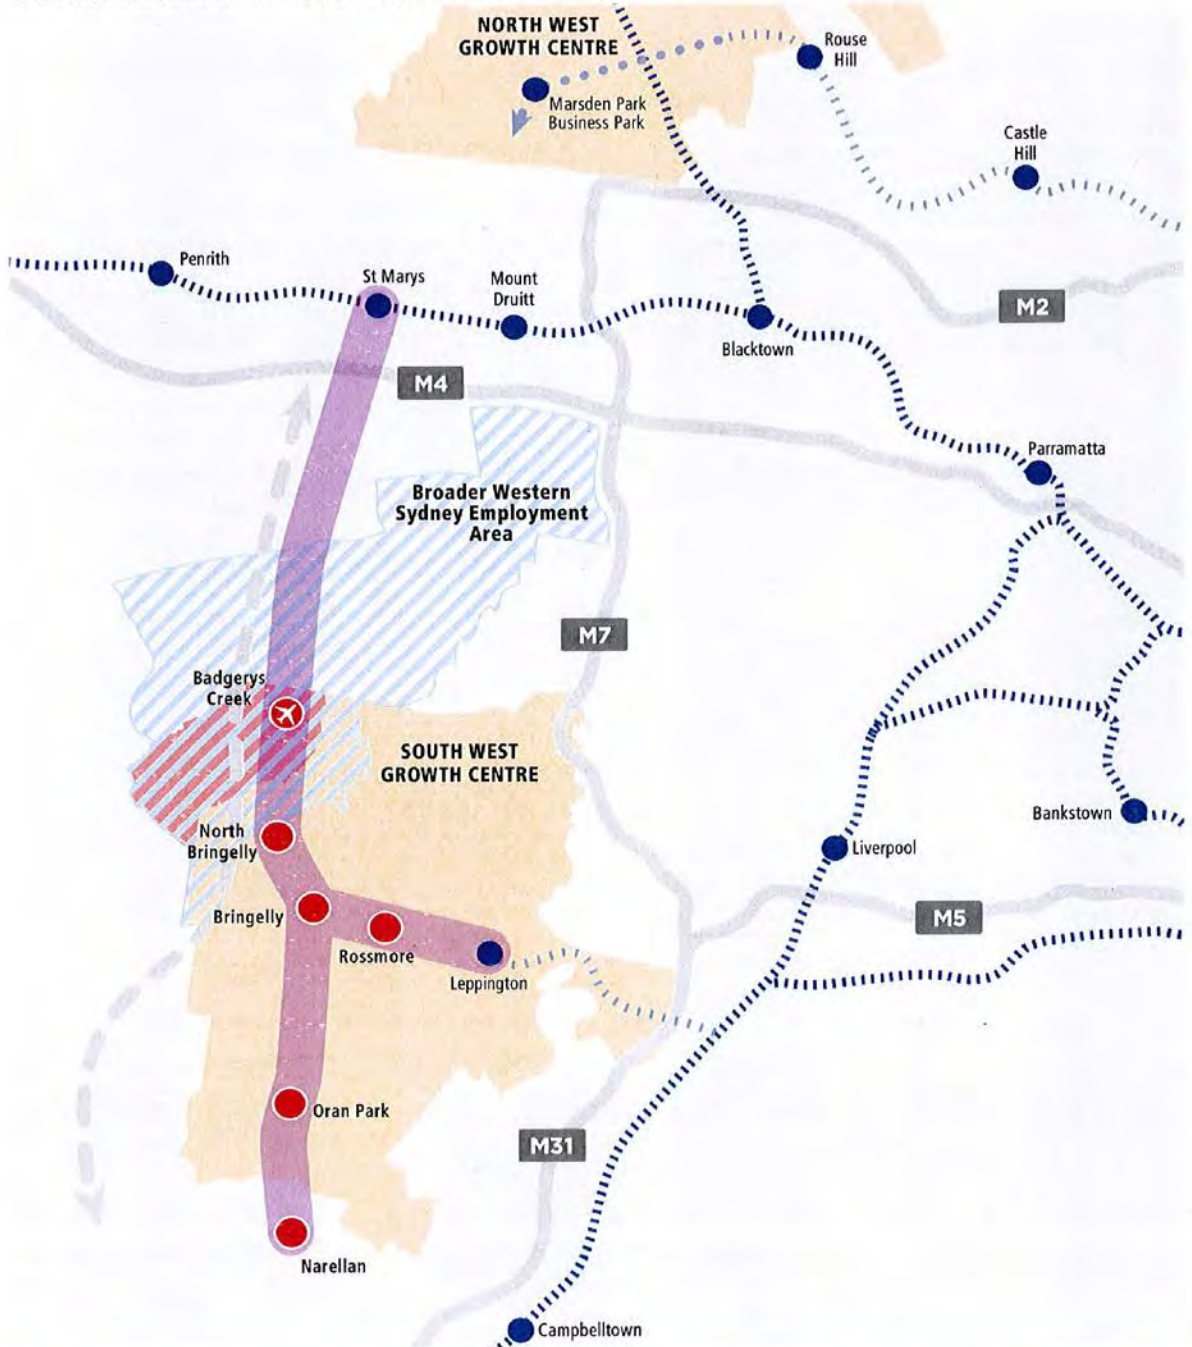 NORTH WEST
GROWTH CENTRE
Rouse
Hill
Marsden Park
Business Park
Castle
Hill
Penrith
St Marys
Mount
Druitt
M2
Blacktown
M4
Parramatta
Broader Western
Sydney Employment
Area
M7
Badgerys
Creek
SOUTH WEST
GROWTH CENTRE
Bankstown
North
Bringelly
Liverpool
Bringelly
M5
Rossmore
Leppington
Oran Park
M31
Narellan
Campbelltown